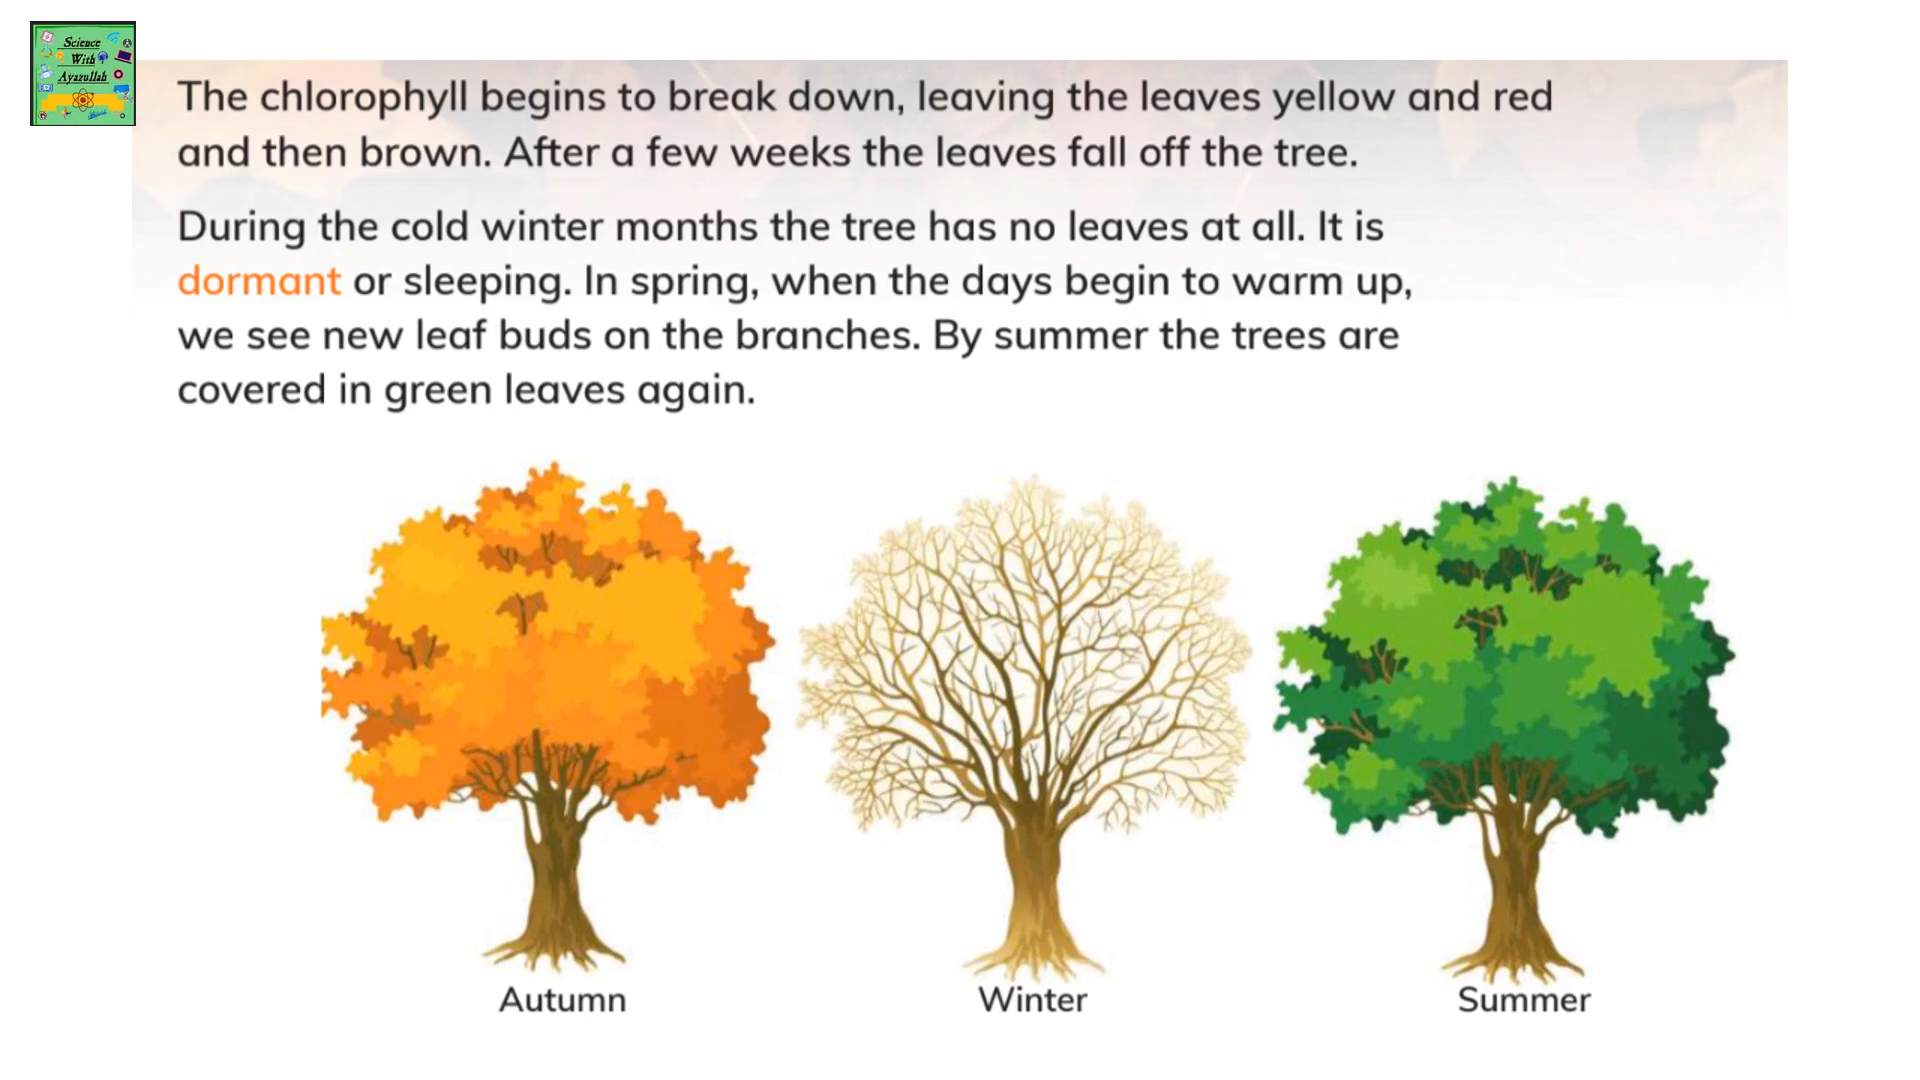 Science
With
Ayazullah
The chlorophyll begins to break down, leaving the leaves yellow and red
and then brown. After a few weeks the leaves fall off the tree.
During the cold winter months the tree has no leaves at all. It is
dormant or sleeping. In spring, when the days begin to warm up,
we see new leaf buds on the branches. By summer the trees are
covered in green leaves again.
Autumn
Winter
Summer